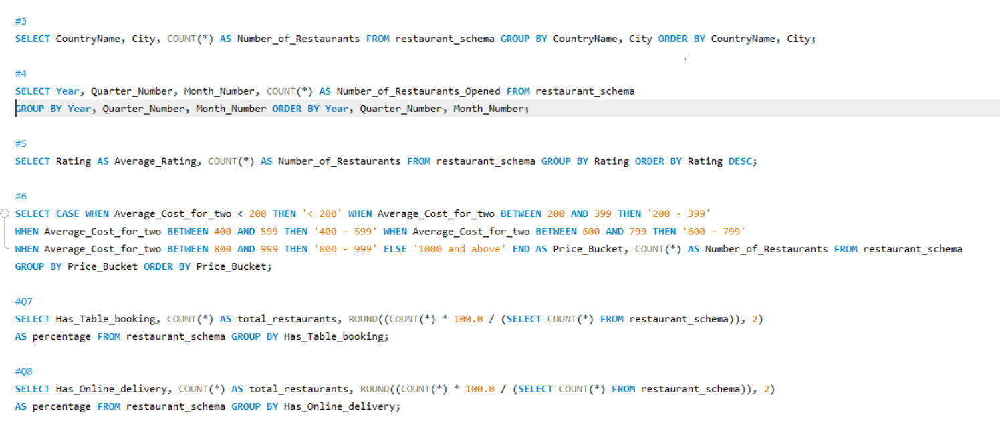 #3
SELECT CountryName, City, COUNT(*) AS Number_of_Restaurants FROM restaurant_schema GROUP BY CountryName, City ORDER BY CountryName, City;
#4
SELECT Year, Quarter_Number, Month_Number, COUNT(*) AS Number_of_Restaurants_Opened FROM restaurant_schema
GROUP BY Year, Quarter_Number, Month_Number ORDER BY Year, Quarter_Number, Month_Number;
#5
SELECT Rating AS Average_Rating, COUNT(*) AS Number_of_Restaurants FROM restaurant_schema GROUP BY Rating ORDER BY Rating DESC;
#6
SELECT CASE WHEN Average_Cost_for_two < 200 THEN '< 200' WHEN Average_Cost_for_two BETWEEN 200 AND 399 THEN '200 - 399'
WHEN Average_Cost_for_two BETWEEN 400 AND 599 THEN '400 - 599' WHEN Average_Cost_for_two BETWEEN 600 AND 799 THEN '600 - 799'
WHEN Average_Cost_for_two BETWEEN 800 AND 999 THEN '800 - 999' ELSE '1000 and above' END AS Price_Bucket, COUNT(*) AS Number_of_Restaurants FROM restaurant_schema
GROUP BY Price_Bucket ORDER BY Price_Bucket;
#Q7
SELECT Has_Table_booking, COUNT(*) AS total_restaurants, ROUND((COUNT(*) * 100.0 / (SELECT COUNT(*) FROM restaurant_schema)), 2)
AS percentage FROM restaurant_schema GROUP BY Has_Table_booking;
#Q8
SELECT Has_Online_delivery, COUNT(*) AS total_restaurants, ROUND((COUNT(*) * 100.0 / (SELECT COUNT(*) FROM restaurant_schema)), 2)
AS percentage FROM restaurant_schema GROUP BY Has_Online_delivery;